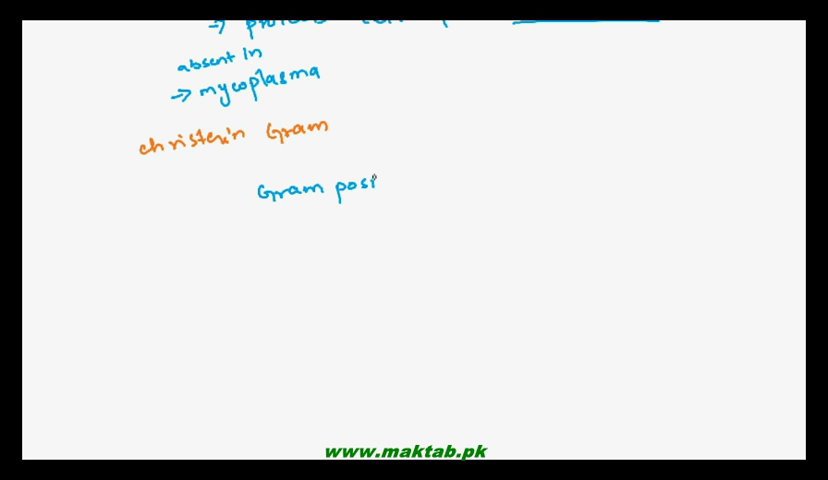 absent in
→ mycoplasma
christein Gram
Gram posi
www.maktab.pk